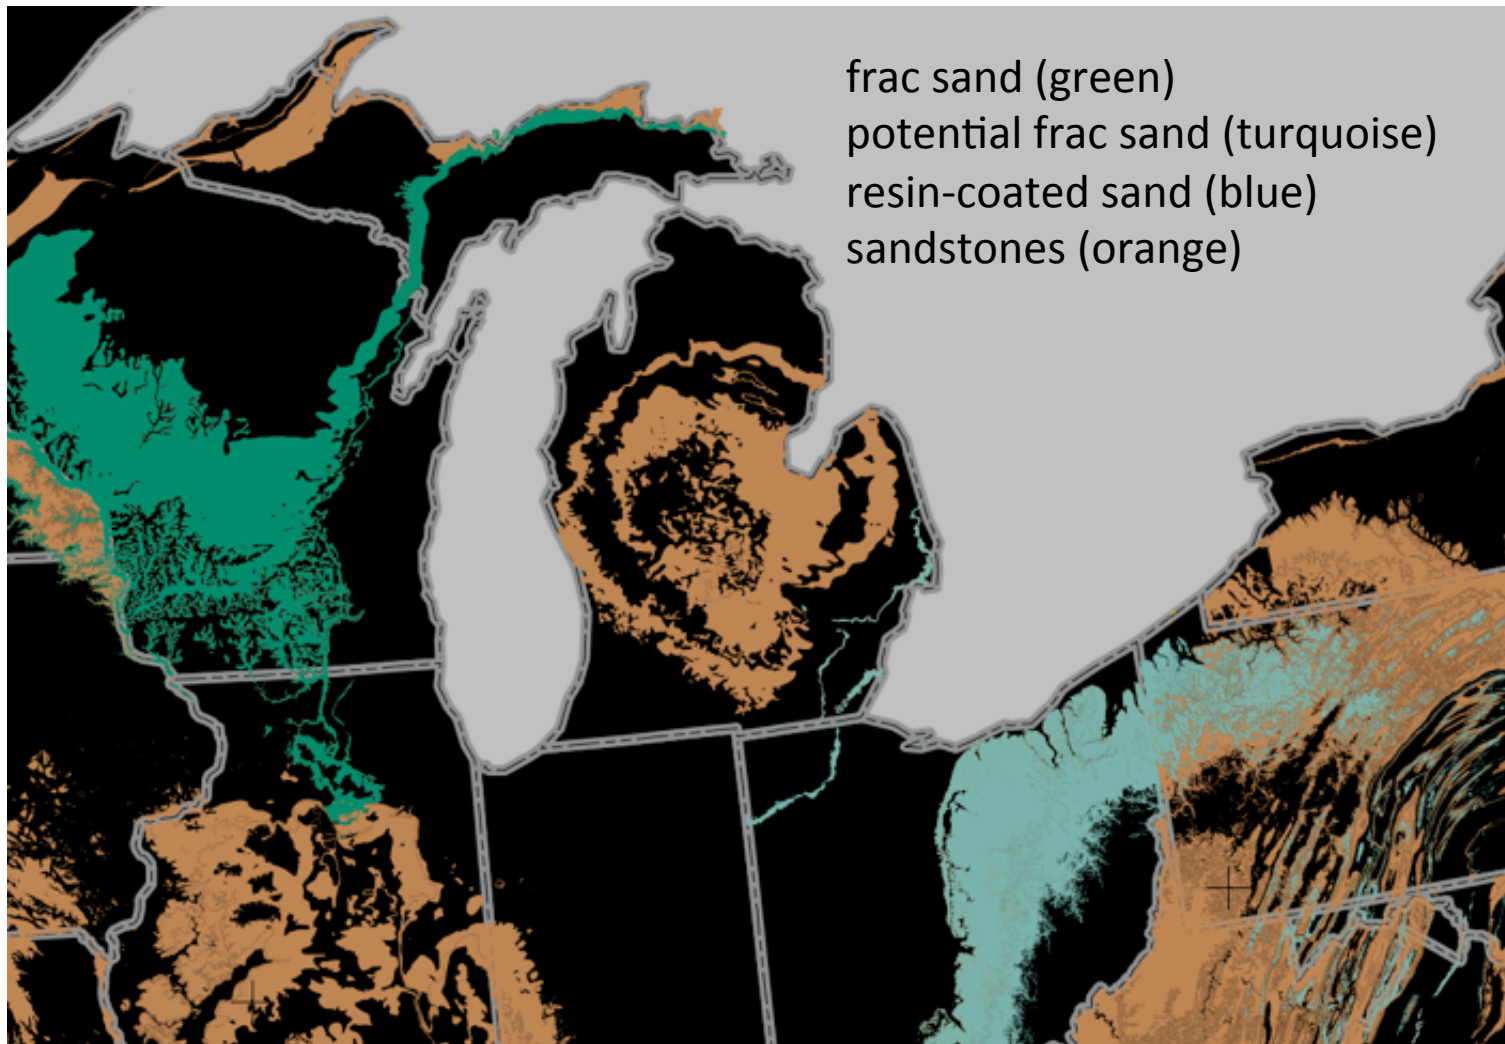 frac sand (green)
potential frac sand (turquoise)
resin-coated sand (blue)
sandstones (orange)